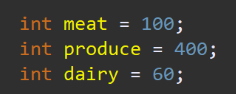 int meat = 100;
int produce = 400;
int dairy = 60;